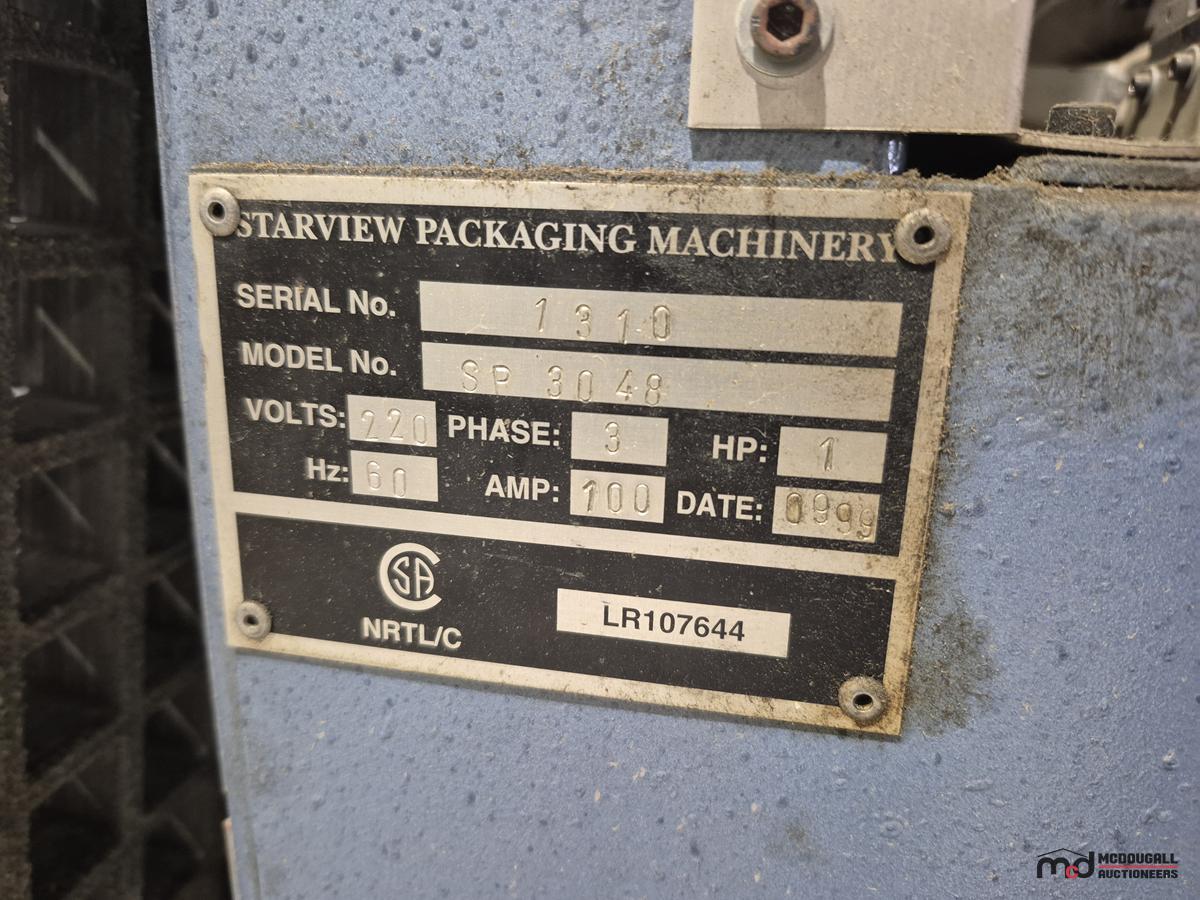 STARVIEW PACKAGING MACHINERY
SERIAL No. 1310
MODEL No. SP 3048
VOLTS: 220 PHASE: 3 HP: 1
Hz: 60 AMP: 100 DATE: 0999
CSA
NRTL/C
LR107644
mcd MCDOUGALL
AUCTIONEERS